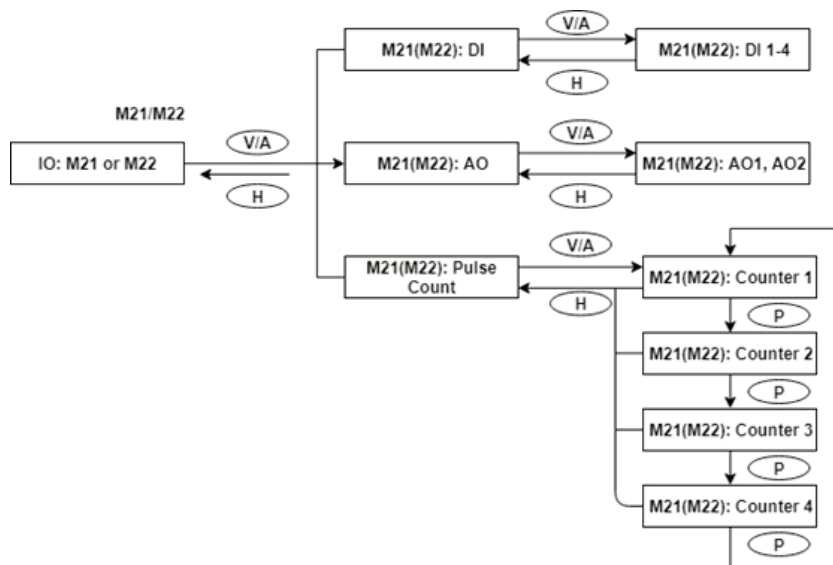 V/A
M21(M22): DI
M21(M22): DI 1-4
H
M21/M22
V/A
V/A
IO: M21 or M22
M21(M22): AO
M21(M22): AO1, AO2
H
H
V/A
M21(M22): Pulse
Count
M21(M22): Counter 1
H
P
M21(M22): Counter 2
P
M21(M22): Counter 3
P
M21(M22): Counter 4
P